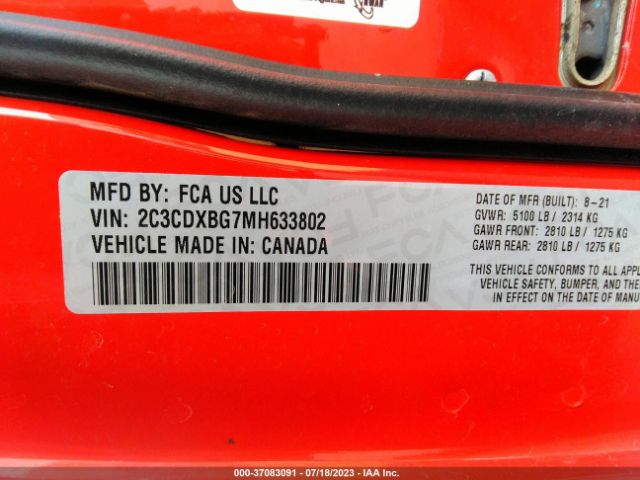 MFD BY: FCA US LLC
VIN: 2C3CDXBG7MH633802
VEHICLE MADE IN: CANADA
DATE OF MFR (BUILT): 8-21
GVWR: 5100 LB / 2314 KG
GAWR FRONT: 2810 LB / 1275 KG
GAWR REAR: 2810 LB / 1275 KG
THIS VEHICLE CONFORMS TO ALL APPL
VEHICLE SAFETY, BUMPER, AND THE
IN EFFECT ON THE DATE OF MANU
000-37083091 - 07/18/2023 - IAA Inc.